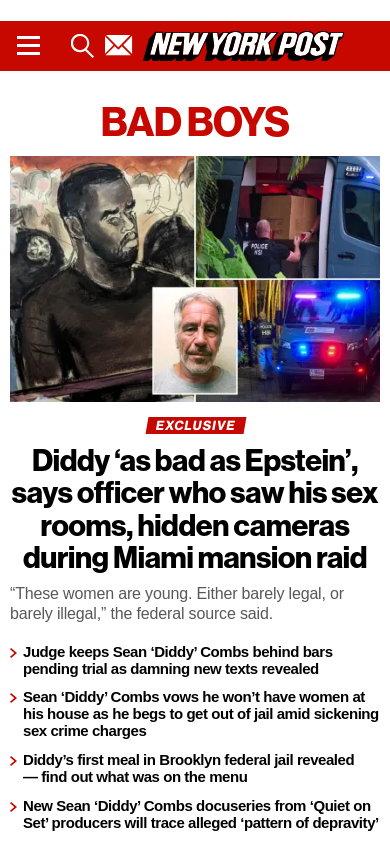 NEW YORK POST
BAD BOYS
POLICE
HSI
POLICE
HSI
EXCLUSIVE
Diddy ‘as bad as Epstein’,
says officer who saw his sex
rooms, hidden cameras
during Miami mansion raid
“These women are young. Either barely legal, or
barely illegal,” the federal source said.
Judge keeps Sean ‘Diddy’ Combs behind bars
pending trial as damning new texts revealed
Sean ‘Diddy’ Combs vows he won’t have women at
his house as he begs to get out of jail amid sickening
sex crime charges
Diddy’s first meal in Brooklyn federal jail revealed
— find out what was on the menu
New Sean ‘Diddy’ Combs docuseries from ‘Quiet on
Set’ producers will trace alleged ‘pattern of depravity’